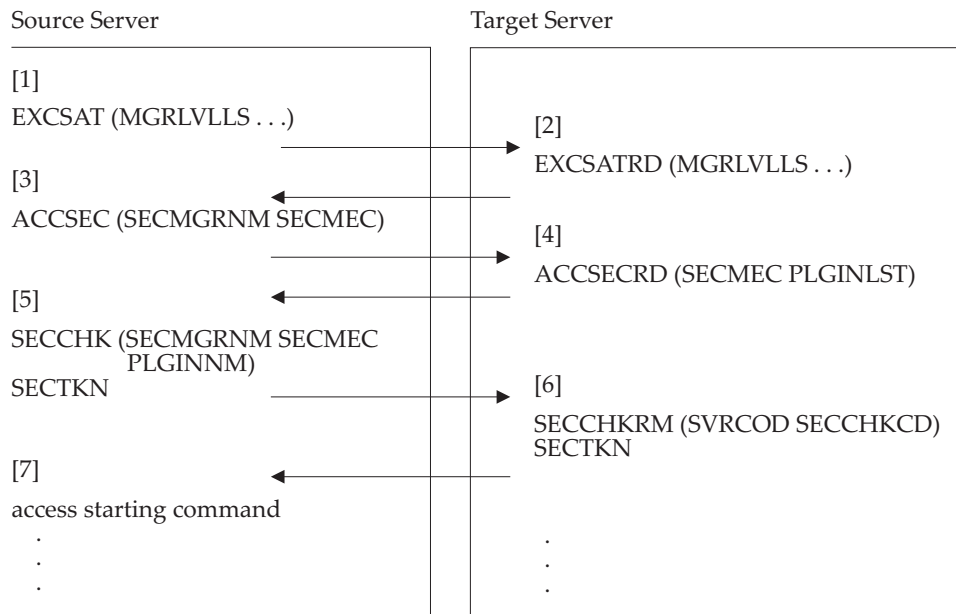 Source Server
Target Server
[1]
EXCSAT (MGRLVLLS . . .)
[2]
EXCSATRD (MGRLVLLS . . .)
[3]
ACCSEC (SECMGRNM SECMEC)
[4]
ACCSECRD (SECMEC PLGINLST)
[5]
SECCHK (SECMGRNM SECMEC
PLGINNM)
SECTKN
[6]
SECCHKRM (SVRCOD SECCHKCD)
SECTKN
[7]
access starting command
.
.
.
.
.
.